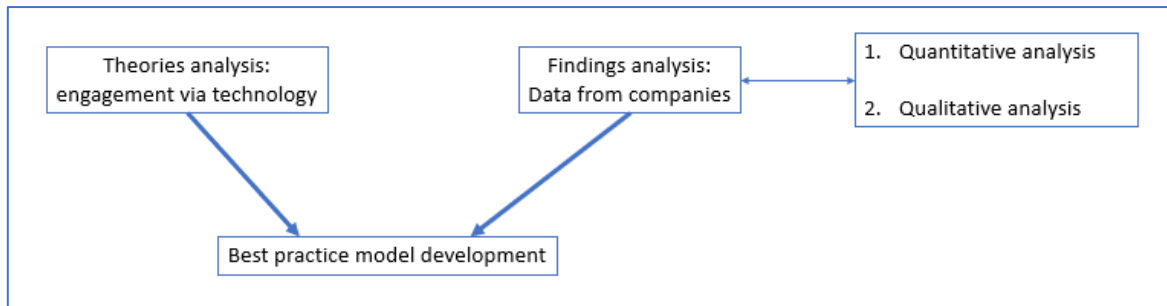 Theories analysis:
engagement via technology
Findings analysis:
Data from companies
1. Quantitative analysis
2. Qualitative analysis
Best practice model development